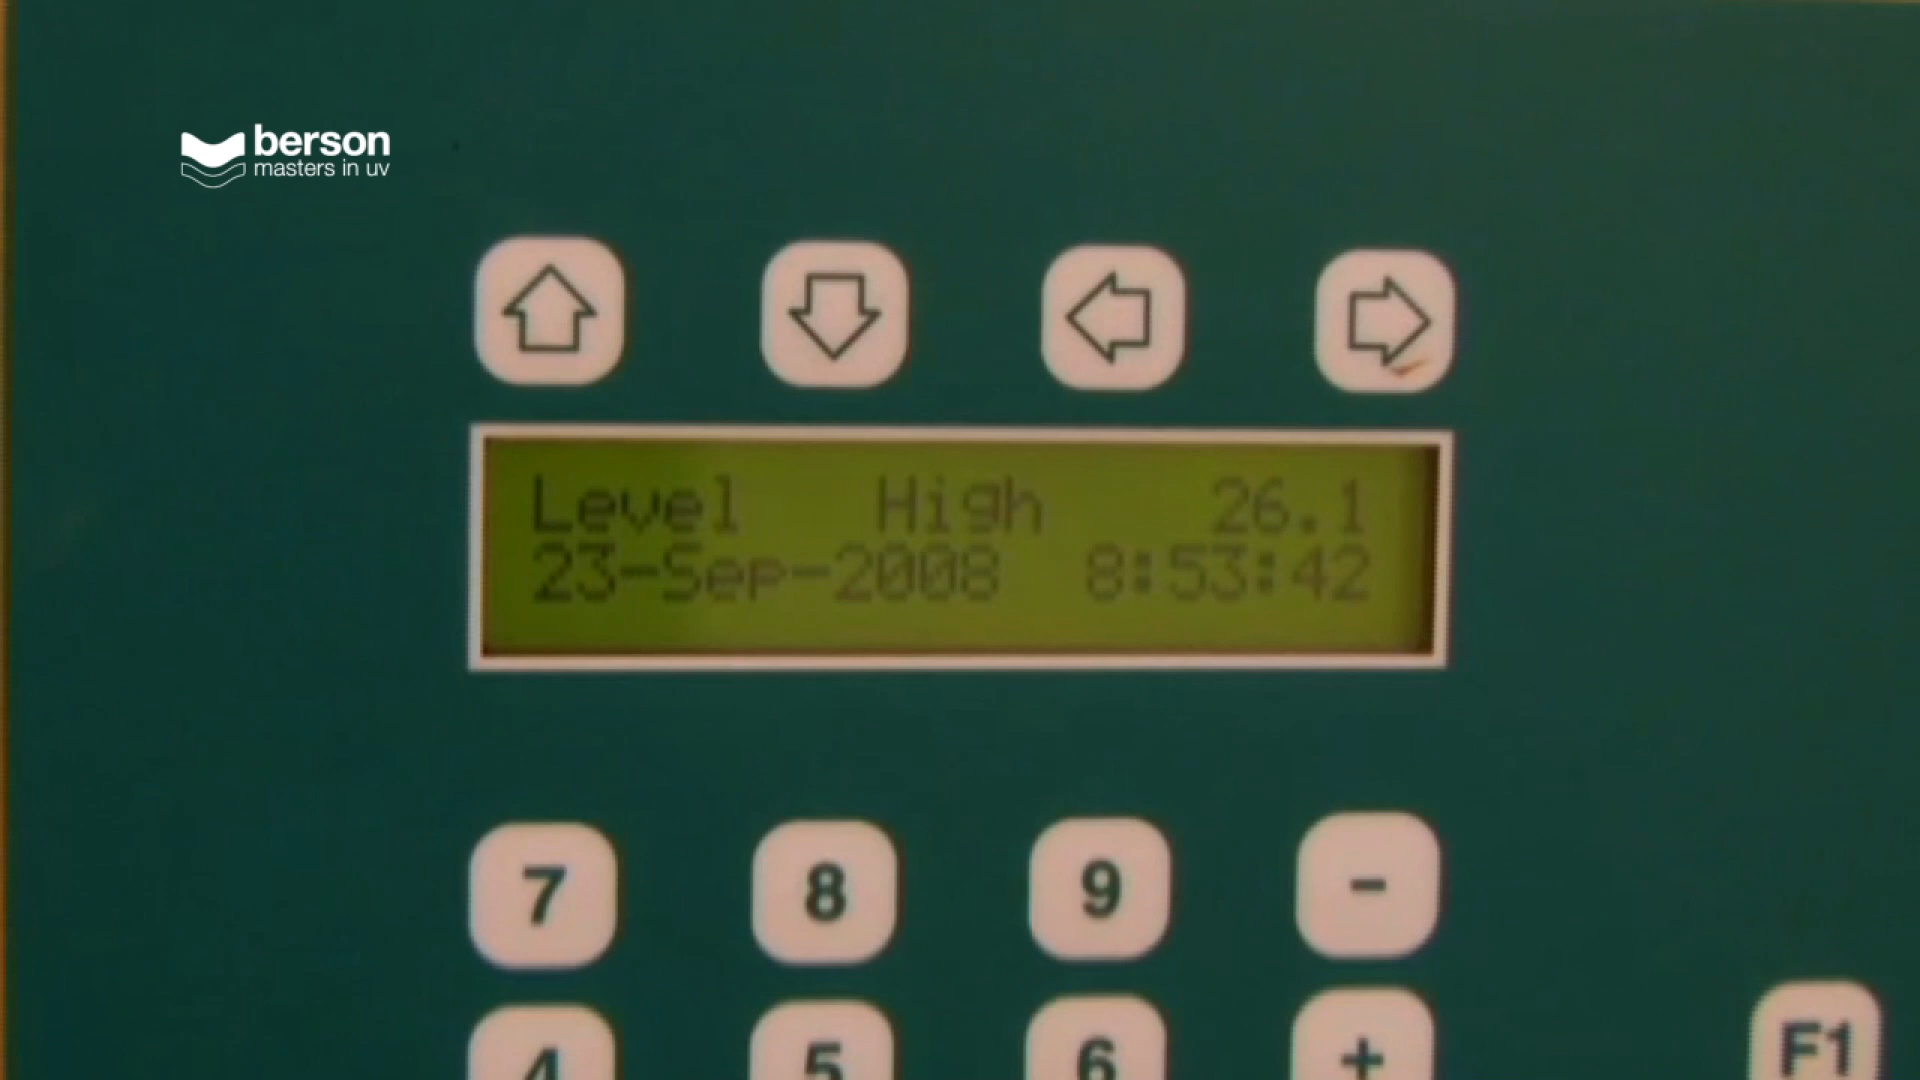 berson
masters in uv
Level High 26.1
23-Sep-2008 8:53:42
7 8 9 -
4 5 6 +
F1